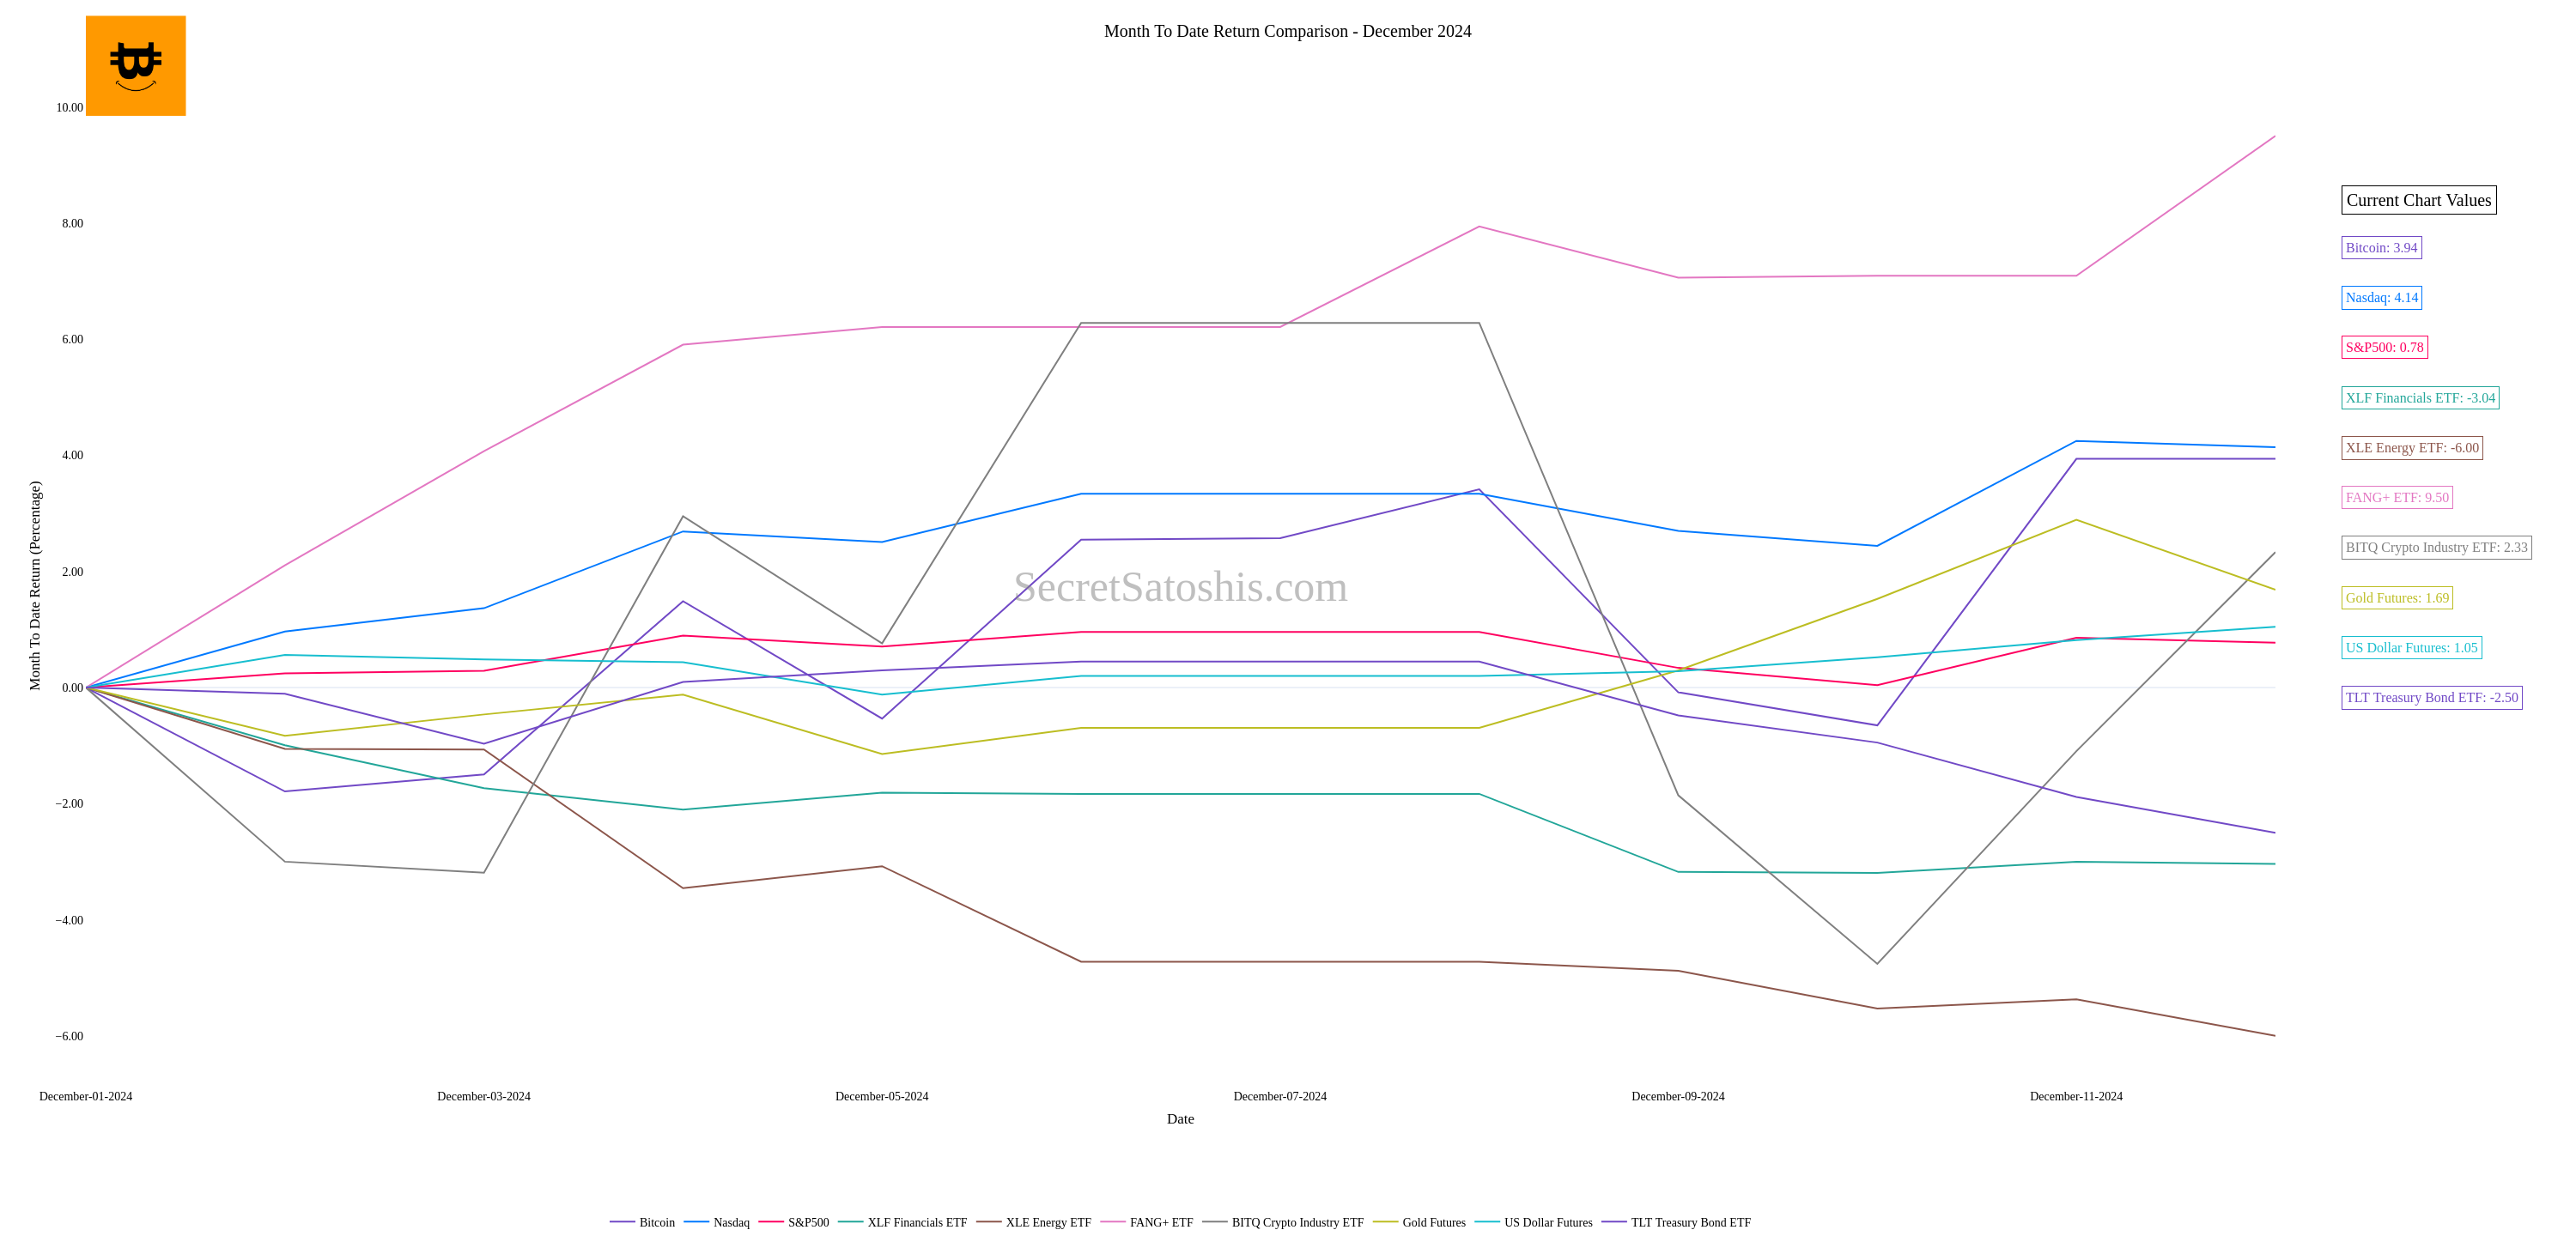 Month To Date Return Comparison - December 2024
10.00
8.00
6.00
4.00
2.00
0.00
−2.00
−4.00
−6.00
Month To Date Return (Percentage)
SecretSatoshis.com
Current Chart Values
Bitcoin: 3.94
Nasdaq: 4.14
S&P500: 0.78
XLF Financials ETF: -3.04
XLE Energy ETF: -6.00
FANG+ ETF: 9.50
BITQ Crypto Industry ETF: 2.33
Gold Futures: 1.69
US Dollar Futures: 1.05
TLT Treasury Bond ETF: -2.50
December-01-2024 December-03-2024 December-05-2024 December-07-2024 December-09-2024 December-11-2024
Date
Bitcoin Nasdaq S&P500 XLF Financials ETF XLE Energy ETF FANG+ ETF BITQ Crypto Industry ETF Gold Futures US Dollar Futures TLT Treasury Bond ETF